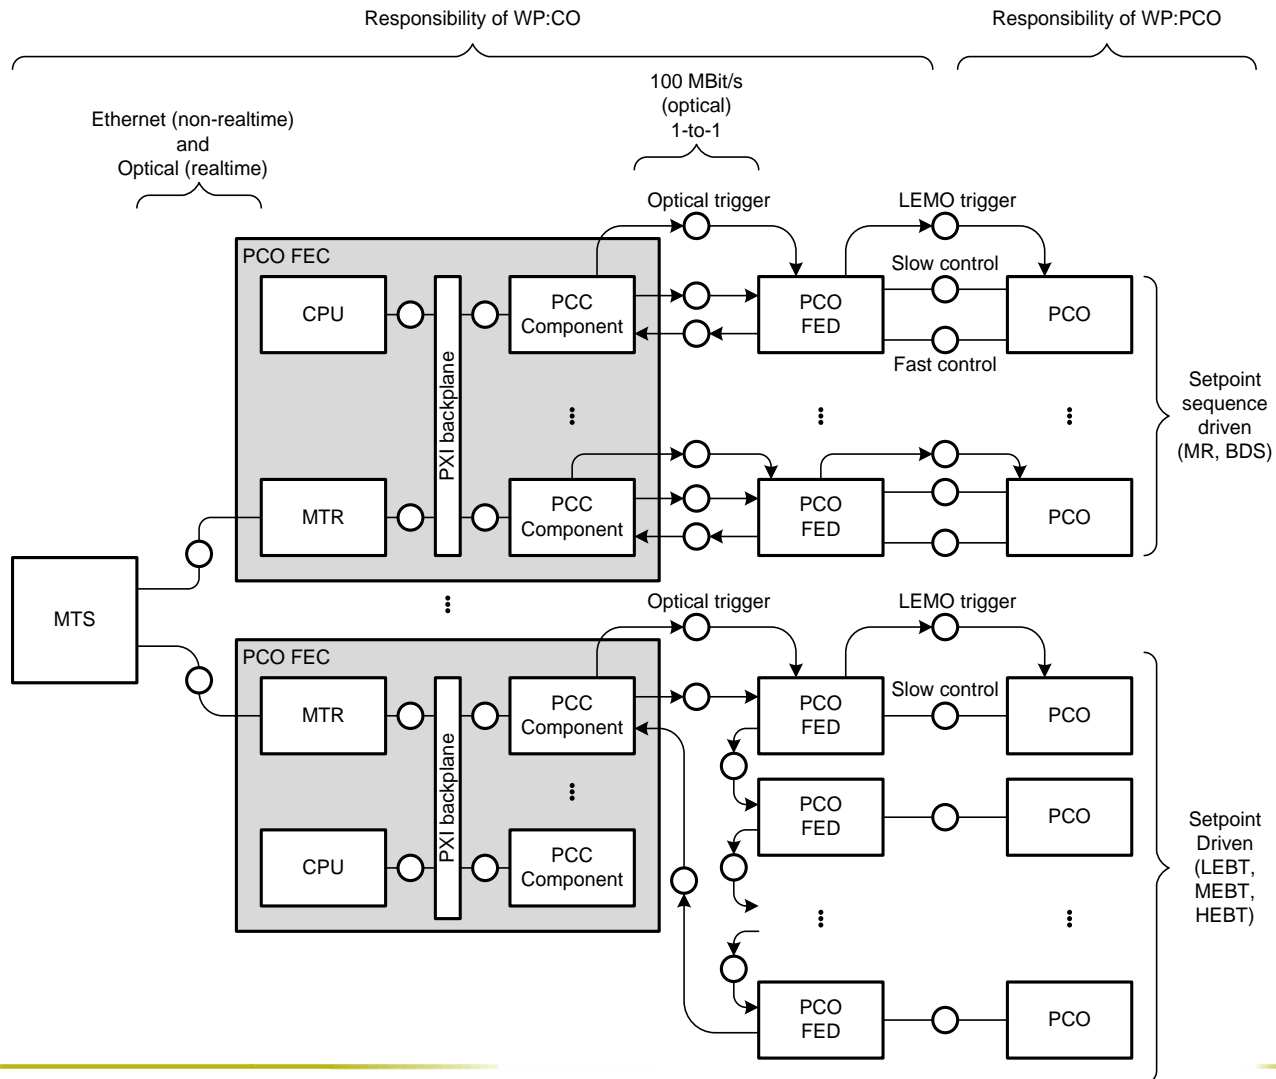 Responsibility of WP:CO
Responsibility of WP:PCO
100 MBit/s
(optical)
1-to-1
Ethernet (non-realtime)
and
Optical (realtime)
Optical trigger
LEMO trigger
PCO FEC
CPU
PXI backplane
PCC
Component
PCO
FED
Slow control
Fast control
PCO
Setpoint
sequence
driven
(MR, BDS)
MTR
PCC
Component
PCO
FED
PCO
MTS
Optical trigger
LEMO trigger
PCO FEC
MTR
PXI backplane
PCC
Component
PCO
FED
Slow control
PCO
PCO
FED
PCO
CPU
PCC
Component
Setpoint
Driven
(LEBT,
MEBT,
HEBT)
PCO
FED
PCO